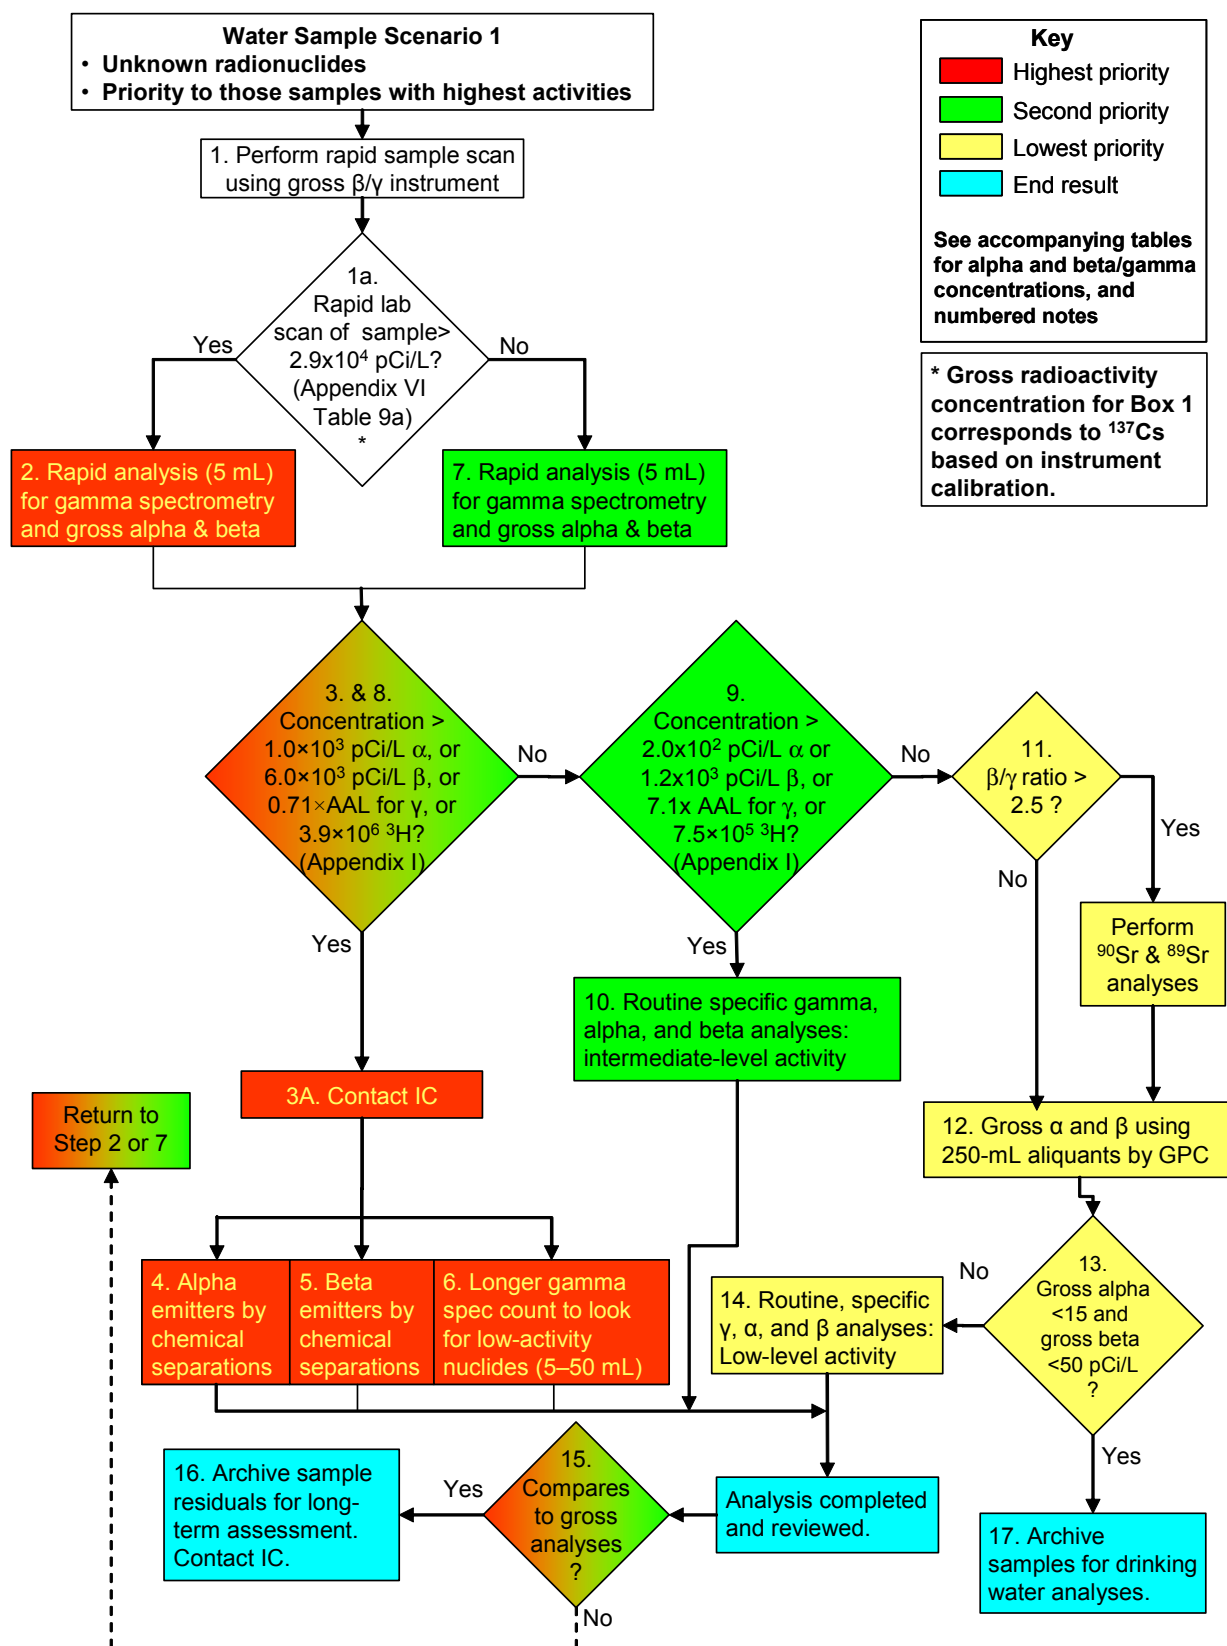 Water Sample Scenario 1
• Unknown radionuclides
• Priority to those samples with highest activities
Key
Highest priority
Second priority
Lowest priority
End result
See accompanying tables
for alpha and beta/gamma
concentrations, and
numbered notes
* Gross radioactivity
concentration for Box 1
corresponds to ¹³⁷Cs
based on instrument
calibration.
1. Perform rapid sample scan
using gross β/γ instrument
1a.
Rapid lab
scan of sample>
2.9x10⁴ pCi/L?
(Appendix VI
Table 9a)
*
Yes
No
2. Rapid analysis (5 mL)
for gamma spectrometry
and gross alpha & beta
7. Rapid analysis (5 mL)
for gamma spectrometry
and gross alpha & beta
3. & 8.
Concentration >
1.0×10³ pCi/L α, or
6.0×10³ pCi/L β, or
0.71×AAL for γ, or
3.9×10⁶ ³H?
(Appendix I)
No
Yes
9.
Concentration >
2.0x10² pCi/L α or
1.2x10³ pCi/L β, or
7.1x AAL for γ, or
7.5×10⁵ ³H?
(Appendix I)
No
Yes
11.
β/γ ratio >
2.5 ?
Yes
No
Perform
⁹⁰Sr & ⁸⁹Sr
analyses
10. Routine specific gamma,
alpha, and beta analyses:
intermediate-level activity
3A. Contact IC
Return to
Step 2 or 7
12. Gross α and β using
250-mL aliquants by GPC
4. Alpha
emitters by
chemical
separations
5. Beta
emitters by
chemical
separations
6. Longer gamma
spec count to look
for low-activity
nuclides (5–50 mL)
14. Routine, specific
γ, α, and β analyses:
Low-level activity
No
13.
Gross alpha
<15 and
gross beta
<50 pCi/L
?
Yes
16. Archive sample
residuals for long-
term assessment.
Contact IC.
Yes
15.
Compares
to gross
analyses
?
No
Analysis completed
and reviewed.
17. Archive
samples for drinking
water analyses.